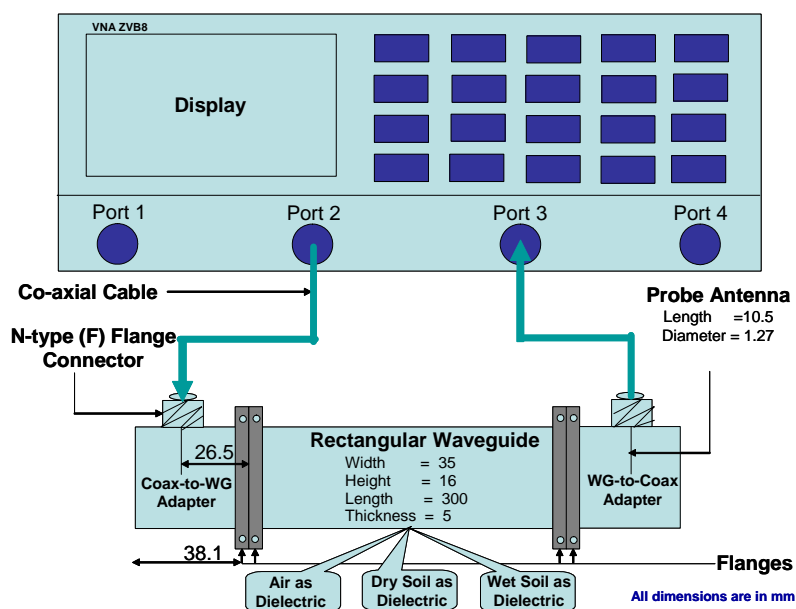 VNA ZVB8
Display
Port 1
Port 2
Port 3
Port 4
Co-axial Cable
Probe Antenna
Length =10.5
Diameter = 1.27
N-type (F) Flange
Connector
26.5
Coax-to-WG
Adapter
Rectangular Waveguide
Width = 35
Height = 16
Length = 300
Thickness = 5
WG-to-Coax
Adapter
38.1
Flanges
Air as
Dielectric
Dry Soil as
Dielectric
Wet Soil as
Dielectric
All dimensions are in mm